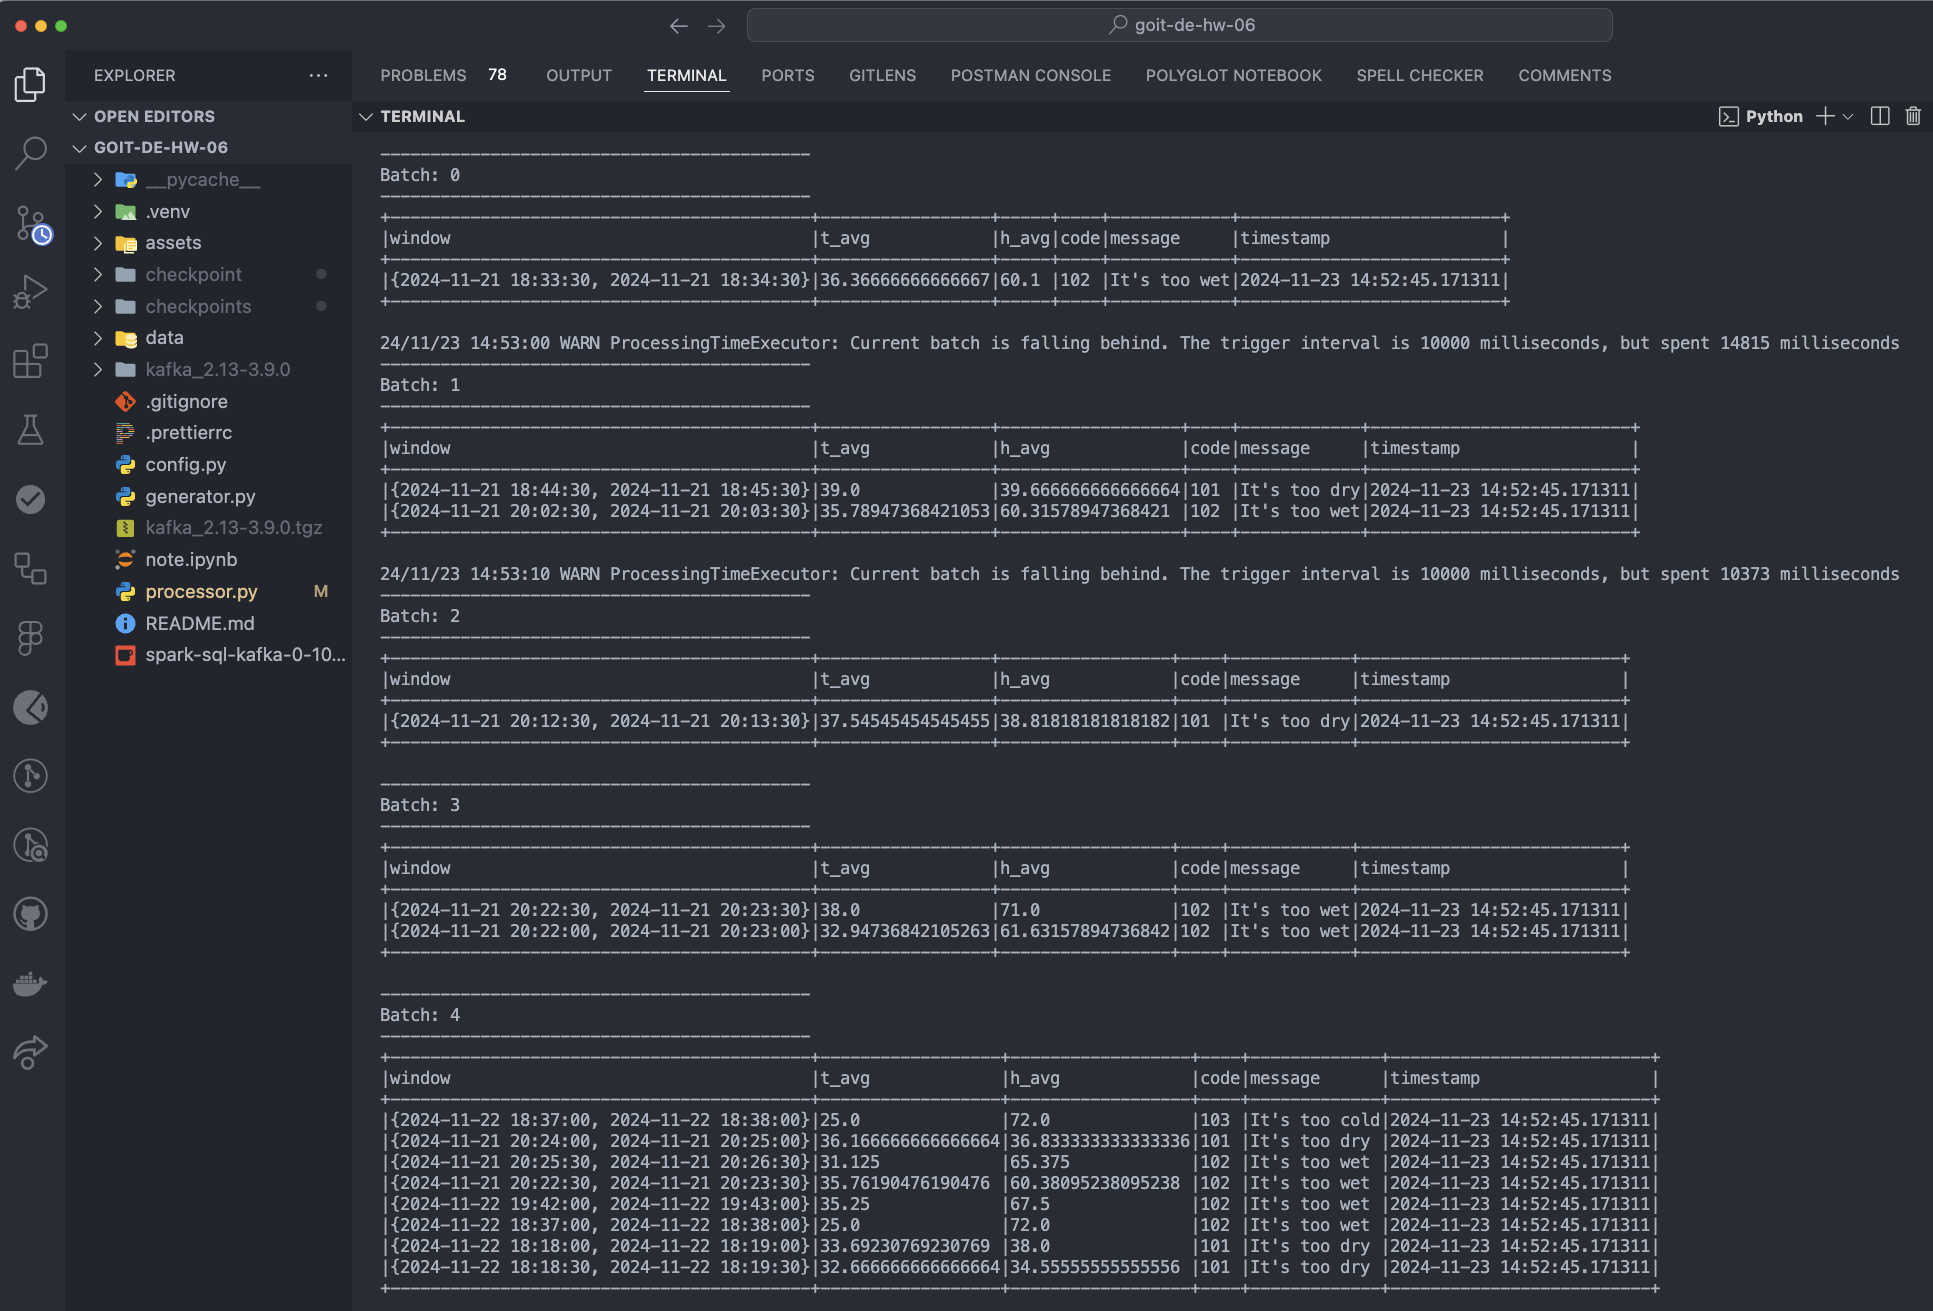 goit-de-hw-06
EXPLORER
PROBLEMS 78 OUTPUT TERMINAL PORTS GITLENS POSTMAN CONSOLE POLYGLOT NOTEBOOK SPELL CHECKER COMMENTS
OPEN EDITORS
GOIT-DE-HW-06
__pycache__
.venv
assets
checkpoint
checkpoints
data
kafka_2.13-3.9.0
.gitignore
.prettierrc
config.py
generator.py
kafka_2.13-3.9.0.tgz
note.ipynb
processor.py M
README.md
spark-sql-kafka-0-10...
TERMINAL
Python
-------------------------------------------
Batch: 0
-------------------------------------------
+------------------------------------------+-----------------+-----+----+------------+--------------------------+
|window                                    |t_avg            |h_avg|code|message     |timestamp                 |
+------------------------------------------+-----------------+-----+----+------------+--------------------------+
|{2024-11-21 18:33:30, 2024-11-21 18:34:30}|36.36666666666667|60.1 |102 |It's too wet|2024-11-23 14:52:45.171311|
+------------------------------------------+-----------------+-----+----+------------+--------------------------+
24/11/23 14:53:00 WARN ProcessingTimeExecutor: Current batch is falling behind. The trigger interval is 10000 milliseconds, but spent 14815 milliseconds
-------------------------------------------
Batch: 1
-------------------------------------------
+------------------------------------------+-----------------+------------------+----+------------+--------------------------+
|window                                    |t_avg            |h_avg             |code|message     |timestamp                 |
+------------------------------------------+-----------------+------------------+----+------------+--------------------------+
|{2024-11-21 18:44:30, 2024-11-21 18:45:30}|39.0             |39.666666666666664|101 |It's too dry|2024-11-23 14:52:45.171311|
|{2024-11-21 20:02:30, 2024-11-21 20:03:30}|35.78947368421053|60.31578947368421 |102 |It's too wet|2024-11-23 14:52:45.171311|
+------------------------------------------+-----------------+------------------+----+------------+--------------------------+
24/11/23 14:53:10 WARN ProcessingTimeExecutor: Current batch is falling behind. The trigger interval is 10000 milliseconds, but spent 10373 milliseconds
-------------------------------------------
Batch: 2
-------------------------------------------
+------------------------------------------+-----------------+-----------------+----+------------+--------------------------+
|window                                    |t_avg            |h_avg            |code|message     |timestamp                 |
+------------------------------------------+-----------------+-----------------+----+------------+--------------------------+
|{2024-11-21 20:12:30, 2024-11-21 20:13:30}|37.54545454545455|38.81818181818182|101 |It's too dry|2024-11-23 14:52:45.171311|
+------------------------------------------+-----------------+-----------------+----+------------+--------------------------+
-------------------------------------------
Batch: 3
-------------------------------------------
+------------------------------------------+-----------------+-----------------+----+------------+--------------------------+
|window                                    |t_avg            |h_avg            |code|message     |timestamp                 |
+------------------------------------------+-----------------+-----------------+----+------------+--------------------------+
|{2024-11-21 20:22:30, 2024-11-21 20:23:30}|38.0             |71.0             |102 |It's too wet|2024-11-23 14:52:45.171311|
|{2024-11-21 20:22:00, 2024-11-21 20:23:00}|32.94736842105263|61.63157894736842|102 |It's too wet|2024-11-23 14:52:45.171311|
+------------------------------------------+-----------------+-----------------+----+------------+--------------------------+
-------------------------------------------
Batch: 4
-------------------------------------------
+------------------------------------------+------------------+------------------+----+-------------+--------------------------+
|window                                    |t_avg             |h_avg             |code|message      |timestamp                 |
+------------------------------------------+------------------+------------------+----+-------------+--------------------------+
|{2024-11-22 18:37:00, 2024-11-22 18:38:00}|25.0              |72.0              |103 |It's too cold|2024-11-23 14:52:45.171311|
|{2024-11-21 20:24:00, 2024-11-21 20:25:00}|36.166666666666664|36.833333333333336|101 |It's too dry |2024-11-23 14:52:45.171311|
|{2024-11-21 20:25:30, 2024-11-21 20:26:30}|31.125            |65.375            |102 |It's too wet |2024-11-23 14:52:45.171311|
|{2024-11-21 20:22:30, 2024-11-21 20:23:30}|35.76190476190476 |60.38095238095238 |102 |It's too wet |2024-11-23 14:52:45.171311|
|{2024-11-22 19:42:00, 2024-11-22 19:43:00}|35.25             |67.5              |102 |It's too wet |2024-11-23 14:52:45.171311|
|{2024-11-22 18:37:00, 2024-11-22 18:38:00}|25.0              |72.0              |102 |It's too wet |2024-11-23 14:52:45.171311|
|{2024-11-22 18:18:00, 2024-11-22 18:19:00}|33.69230769230769 |38.0              |101 |It's too dry |2024-11-23 14:52:45.171311|
|{2024-11-22 18:18:30, 2024-11-22 18:19:30}|32.666666666666664|34.55555555555556 |101 |It's too dry |2024-11-23 14:52:45.171311|
+------------------------------------------+------------------+------------------+----+-------------+--------------------------+